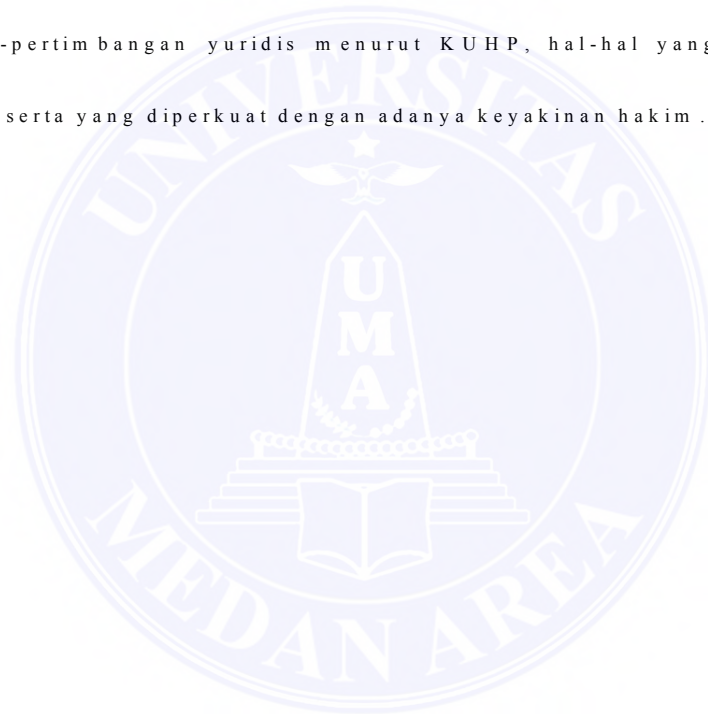 -pertimbangan yuridis menurut KUHP, hal-hal yang
serta yang diperkuat dengan adanya keyakinan hakim.
UNIVERSITAS
UMA
MEDAN AREA